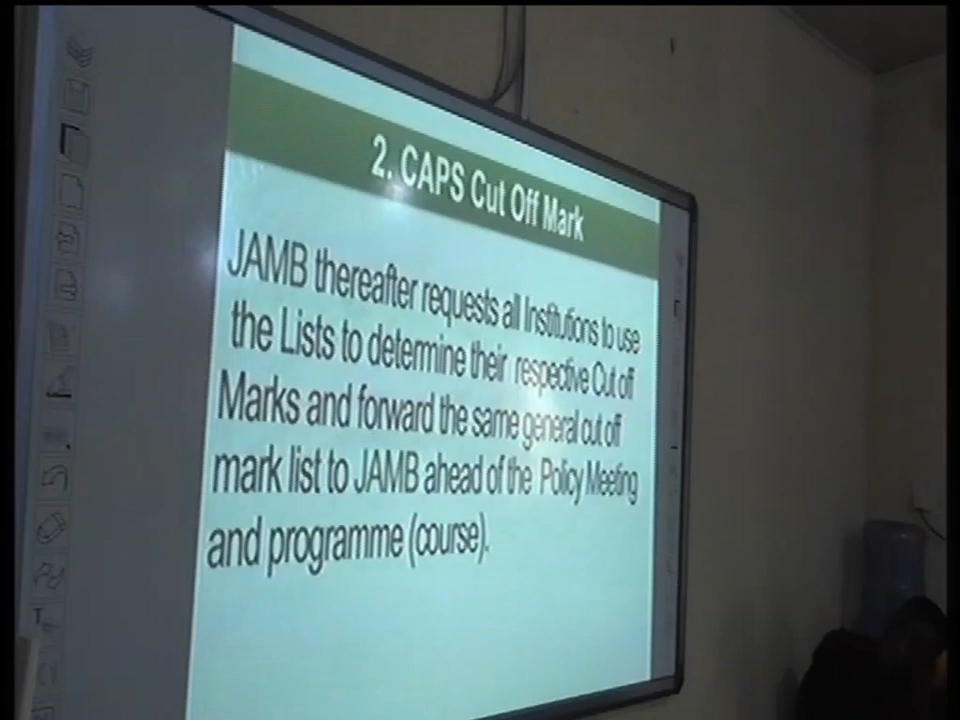 2. CAPS Cut Off Mark
JAMB thereafter requests all Institutions to use
the Lists to determine their respective Cut off
Marks and forward the same general cut off
mark list to JAMB ahead of the Policy Meeting
and programme (course).